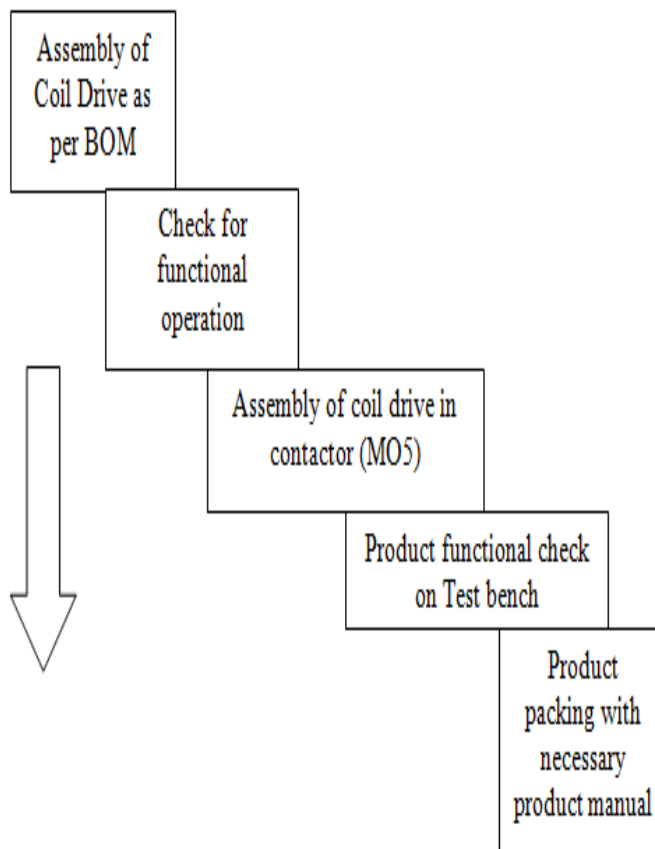 Assembly of
Coil Drive as
per BOM
Check for
functional
operation
Assembly of coil drive in
contactor (MO5)
Product functional check
on Test bench
Product
packing with
necessary
product manual